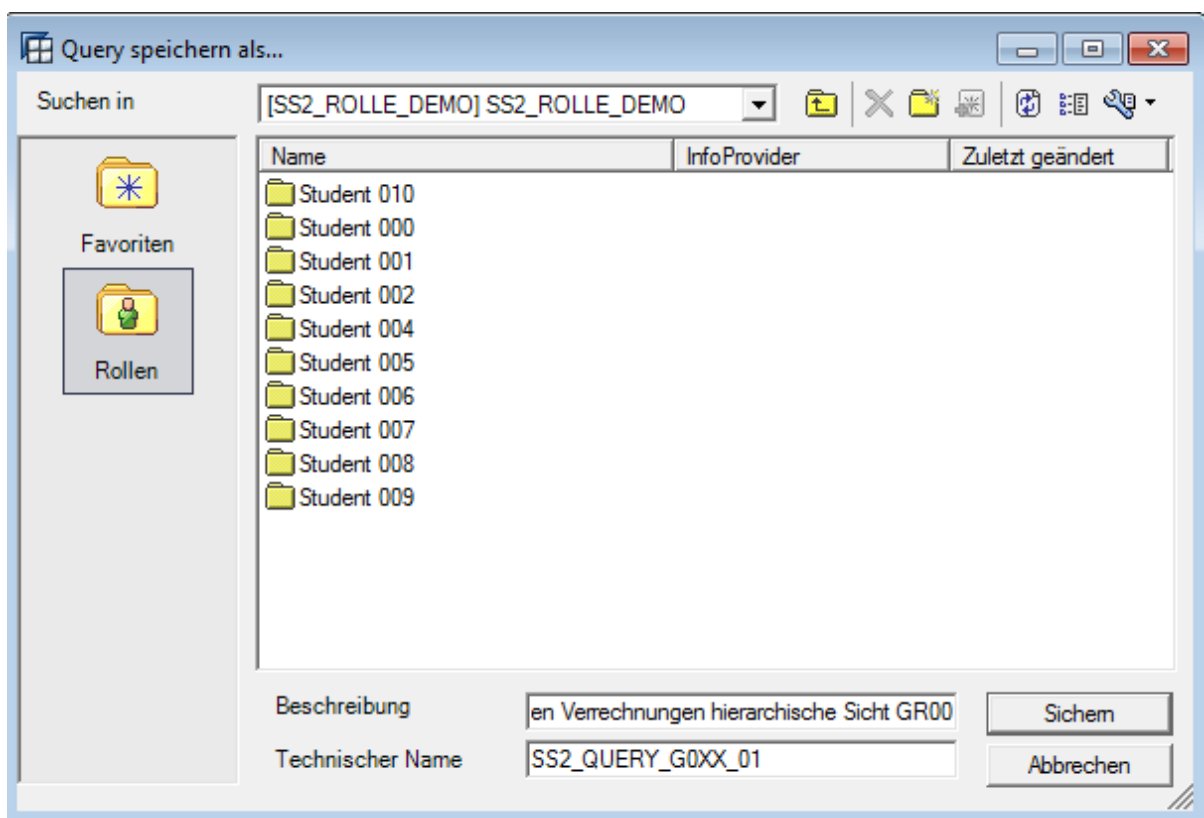 Query speichern als...
Suchen in
[SS2_ROLLE_DEMO] SS2_ROLLE_DEMO
Name InfoProvider Zuletzt geändert
Favoriten
Rollen
Student 010
Student 000
Student 001
Student 002
Student 004
Student 005
Student 006
Student 007
Student 008
Student 009
Beschreibung en Verrechnungen hierarchische Sicht GR00 Sichern
Technischer Name SS2_QUERY_G0XX_01 Abbrechen